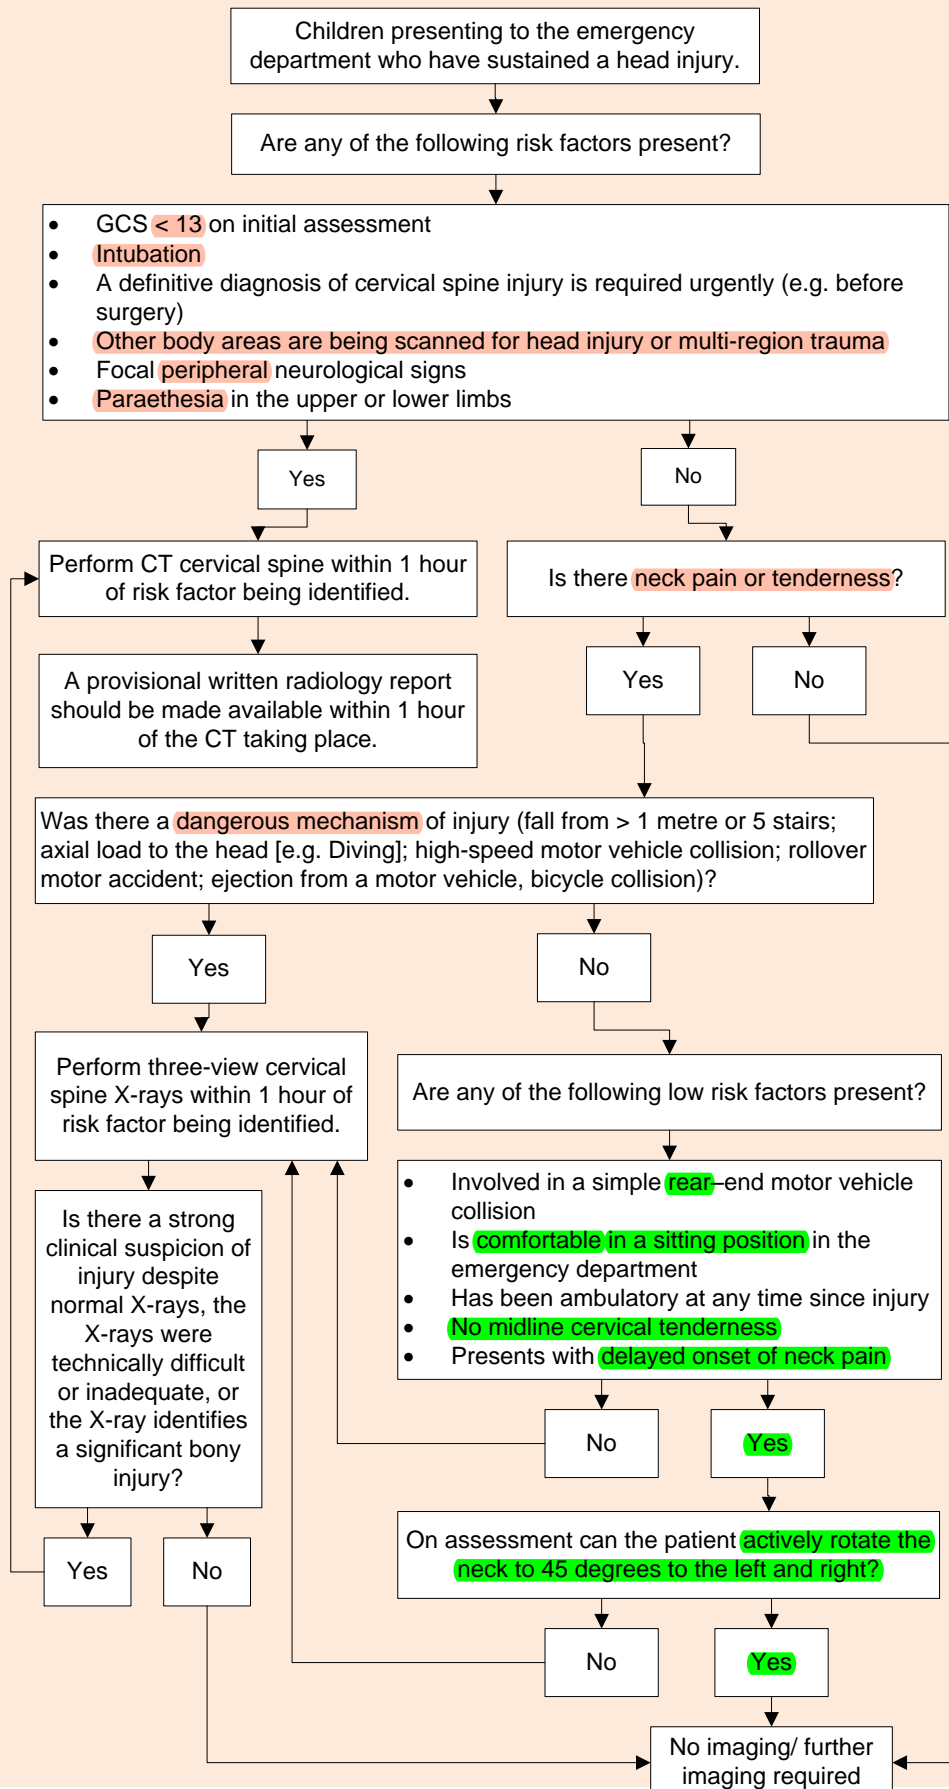 Children presenting to the emergency
department who have sustained a head injury.
Are any of the following risk factors present?
• GCS < 13 on initial assessment
• Intubation
• A definitive diagnosis of cervical spine injury is required urgently (e.g. before
surgery)
• Other body areas are being scanned for head injury or multi-region trauma
• Focal peripheral neurological signs
• Paraethesia in the upper or lower limbs
Yes
No
Perform CT cervical spine within 1 hour
of risk factor being identified.
Is there neck pain or tenderness?
A provisional written radiology report
should be made available within 1 hour
of the CT taking place.
Yes
No
Was there a dangerous mechanism of injury (fall from > 1 metre or 5 stairs;
axial load to the head [e.g. Diving]; high-speed motor vehicle collision; rollover
motor accident; ejection from a motor vehicle, bicycle collision)?
Yes
No
Perform three-view cervical
spine X-rays within 1 hour of
risk factor being identified.
Are any of the following low risk factors present?
• Involved in a simple rear–end motor vehicle
collision
• Is comfortable in a sitting position in the
emergency department
• Has been ambulatory at any time since injury
• No midline cervical tenderness
• Presents with delayed onset of neck pain
Is there a strong
clinical suspicion of
injury despite
normal X-rays, the
X-rays were
technically difficult
or inadequate, or
the X-ray identifies
a significant bony
injury?
No
Yes
Yes
No
On assessment can the patient actively rotate the
neck to 45 degrees to the left and right?
No
Yes
No imaging/ further
imaging required